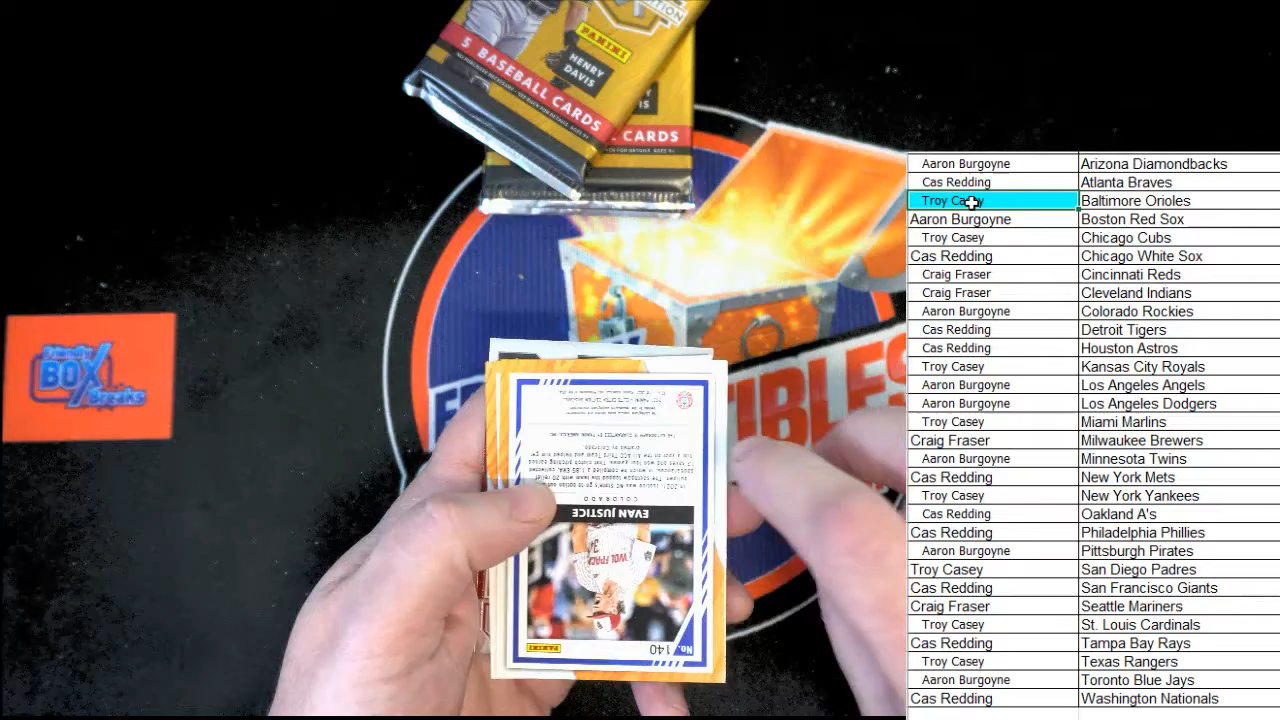 EDITION
PANINI
HENRY
DAVIS
5 BASEBALL CARDS
CARDS
Friendly
BOX
Breaks
No. 140
PANINI
WOLFPACK
34
EVAN JUSTICE
COLORADO
Aaron Burgoyne Arizona Diamondbacks
Cas Redding Atlanta Braves
Troy Casey Baltimore Orioles
Aaron Burgoyne Boston Red Sox
Troy Casey Chicago Cubs
Cas Redding Chicago White Sox
Craig Fraser Cincinnati Reds
Craig Fraser Cleveland Indians
Aaron Burgoyne Colorado Rockies
Cas Redding Detroit Tigers
Cas Redding Houston Astros
Troy Casey Kansas City Royals
Aaron Burgoyne Los Angeles Angels
Aaron Burgoyne Los Angeles Dodgers
Troy Casey Miami Marlins
Craig Fraser Milwaukee Brewers
Aaron Burgoyne Minnesota Twins
Cas Redding New York Mets
Troy Casey New York Yankees
Cas Redding Oakland A's
Cas Redding Philadelphia Phillies
Aaron Burgoyne Pittsburgh Pirates
Troy Casey San Diego Padres
Cas Redding San Francisco Giants
Craig Fraser Seattle Mariners
Troy Casey St. Louis Cardinals
Cas Redding Tampa Bay Rays
Troy Casey Texas Rangers
Aaron Burgoyne Toronto Blue Jays
Cas Redding Washington Nationals